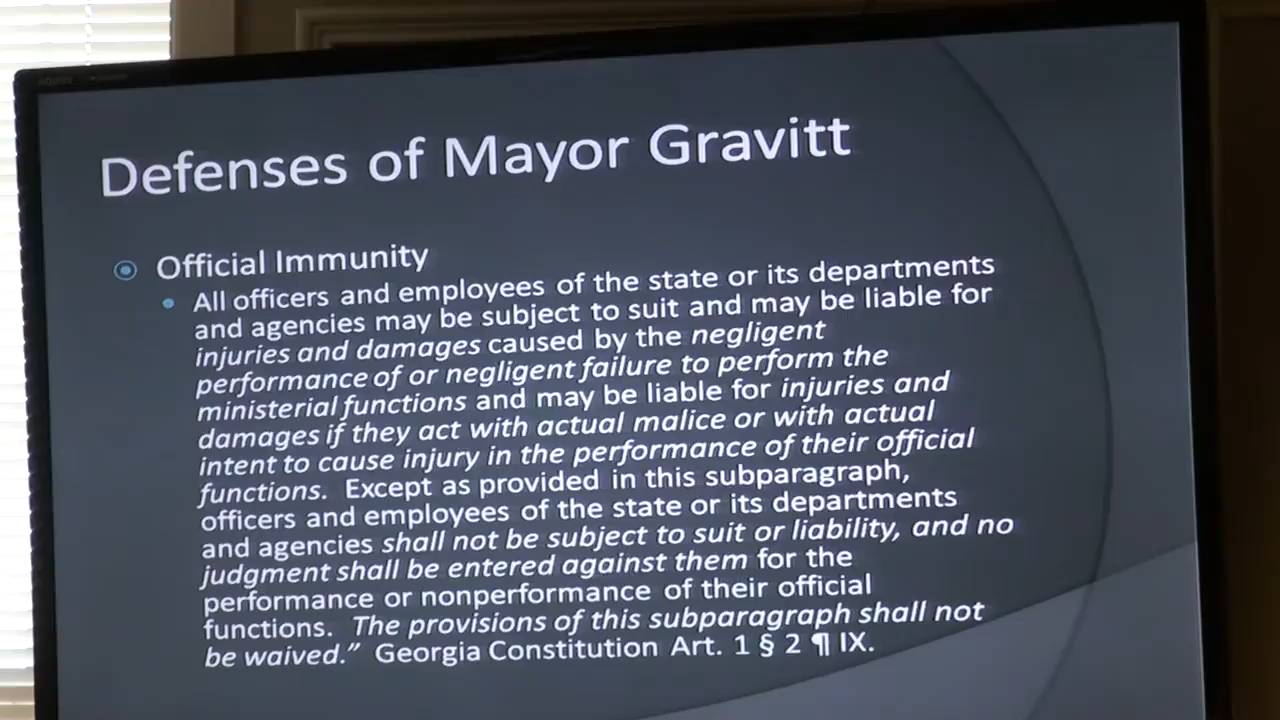 Defenses of Mayor Gravitt
Official Immunity
All officers and employees of the state or its departments
and agencies may be subject to suit and may be liable for
injuries and damages caused by the negligent
performance of or negligent failure to perform the
ministerial functions and may be liable for injuries and
damages if they act with actual malice or with actual
intent to cause injury in the performance of their official
functions. Except as provided in this subparagraph,
officers and employees of the state or its departments
and agencies shall not be subject to suit or liability, and no
judgment shall be entered against them for the
performance or nonperformance of their official
functions. The provisions of this subparagraph shall not
be waived.” Georgia Constitution Art. 1 § 2 ¶ IX.